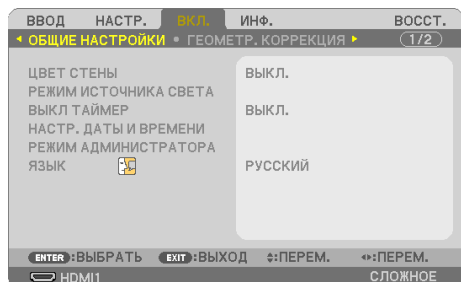 ВВОД НАСТР. ВКЛ. ИНФ. ВОССТ.
ОБЩИЕ НАСТРОЙКИ • ГЕОМЕТР. КОРРЕКЦИЯ 1/2
ЦВЕТ СТЕНЫ ВЫКЛ.
РЕЖИМ ИСТОЧНИКА СВЕТА
ВЫКЛ ТАЙМЕР ВЫКЛ.
НАСТР. ДАТЫ И ВРЕМЕНИ
РЕЖИМ АДМИНИСТРАТОРА
ЯЗЫК РУССКИЙ
ENTER :ВЫБРАТЬ EXIT :ВЫХОД :ПЕРЕМ. :ПЕРЕМ.
HDMI1 СЛОЖНОЕ